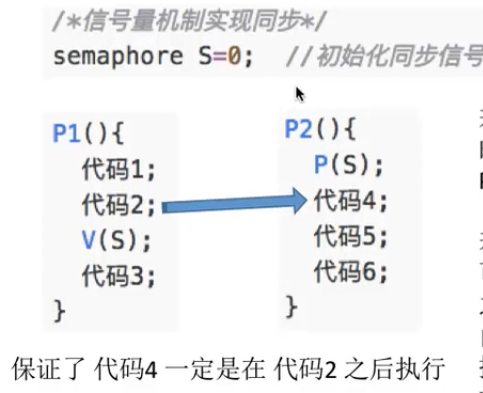 /*信号量机制实现同步*/
semaphore S=0; //初始化同步信号
P1(){
代码1;
代码2;
V(S);
代码3;
}
P2(){
P(S);
代码4;
代码5;
代码6;
}
保证了 代码4 一定是在 代码2 之后执行